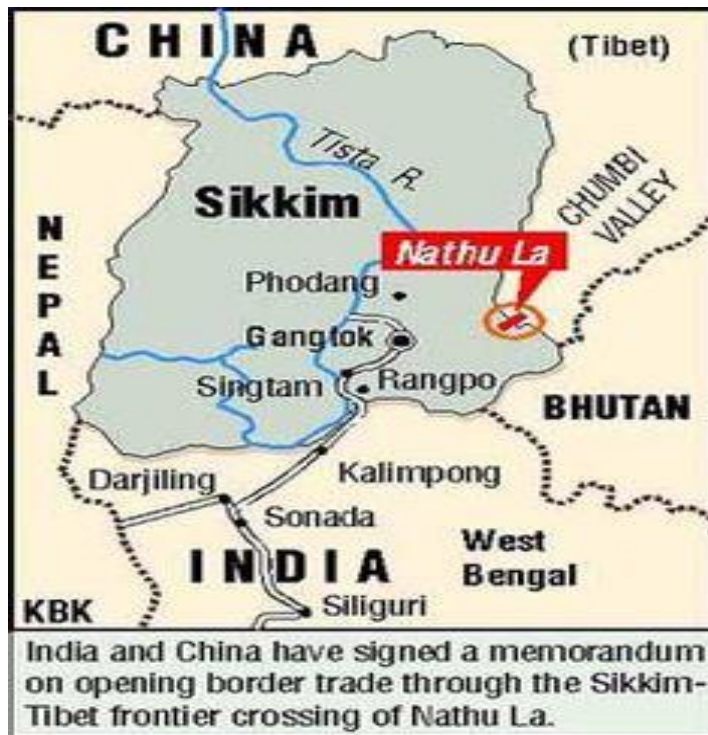 CHINA
(Tibet)
Tista R.
Sikkim
CHUMBI
VALLEY
NEPAL
Nathu La
Phodang
Gangtok
Singtam
Rangpo
BHUTAN
Darjiling
Kalimpong
Sonada
INDIA
West
Bengal
KBK
Siliguri
India and China have signed a memorandum
on opening border trade through the Sikkim-
Tibet frontier crossing of Nathu La.